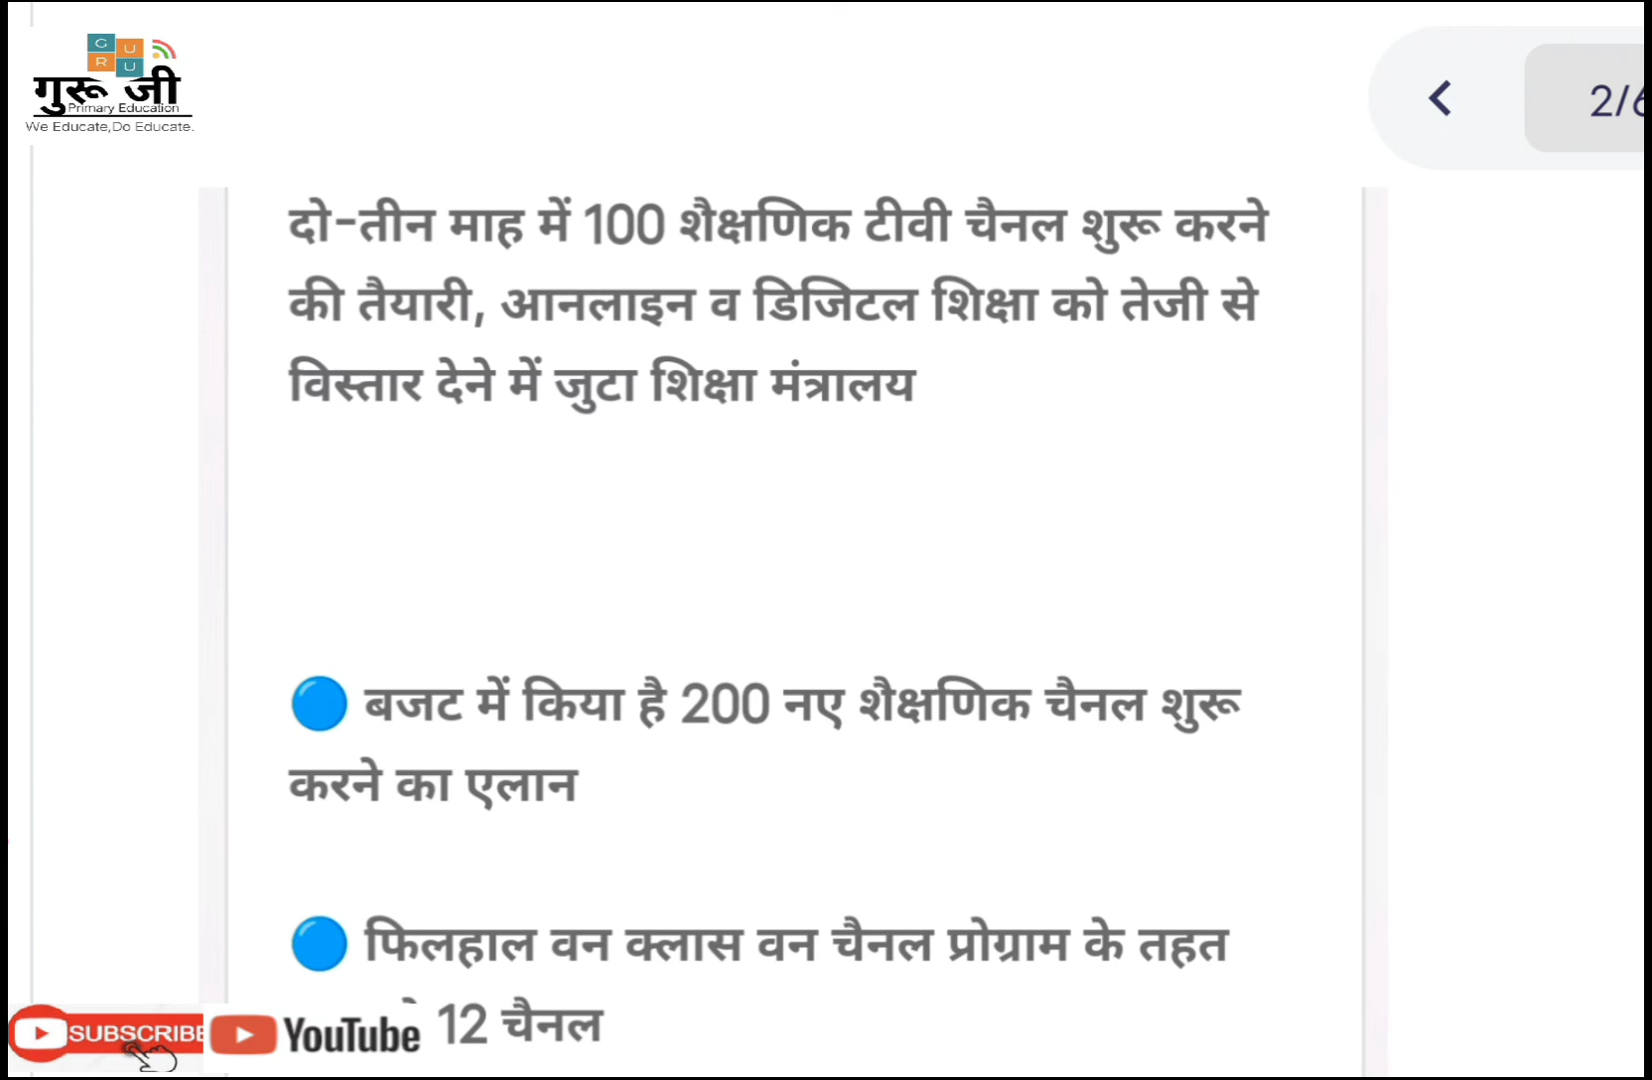 G U
R U
गुरू जी
Primary Education
We Educate,Do Educate.
2/6
दो-तीन माह में 100 शैक्षणिक टीवी चैनल शुरू करने
की तैयारी, आनलाइन व डिजिटल शिक्षा को तेजी से
विस्तार देने में जुटा शिक्षा मंत्रालय
बजट में किया है 200 नए शैक्षणिक चैनल शुरू
करने का एलान
फिलहाल वन क्लास वन चैनल प्रोग्राम के तहत
12 चैनल
SUBSCRIBE
YouTube